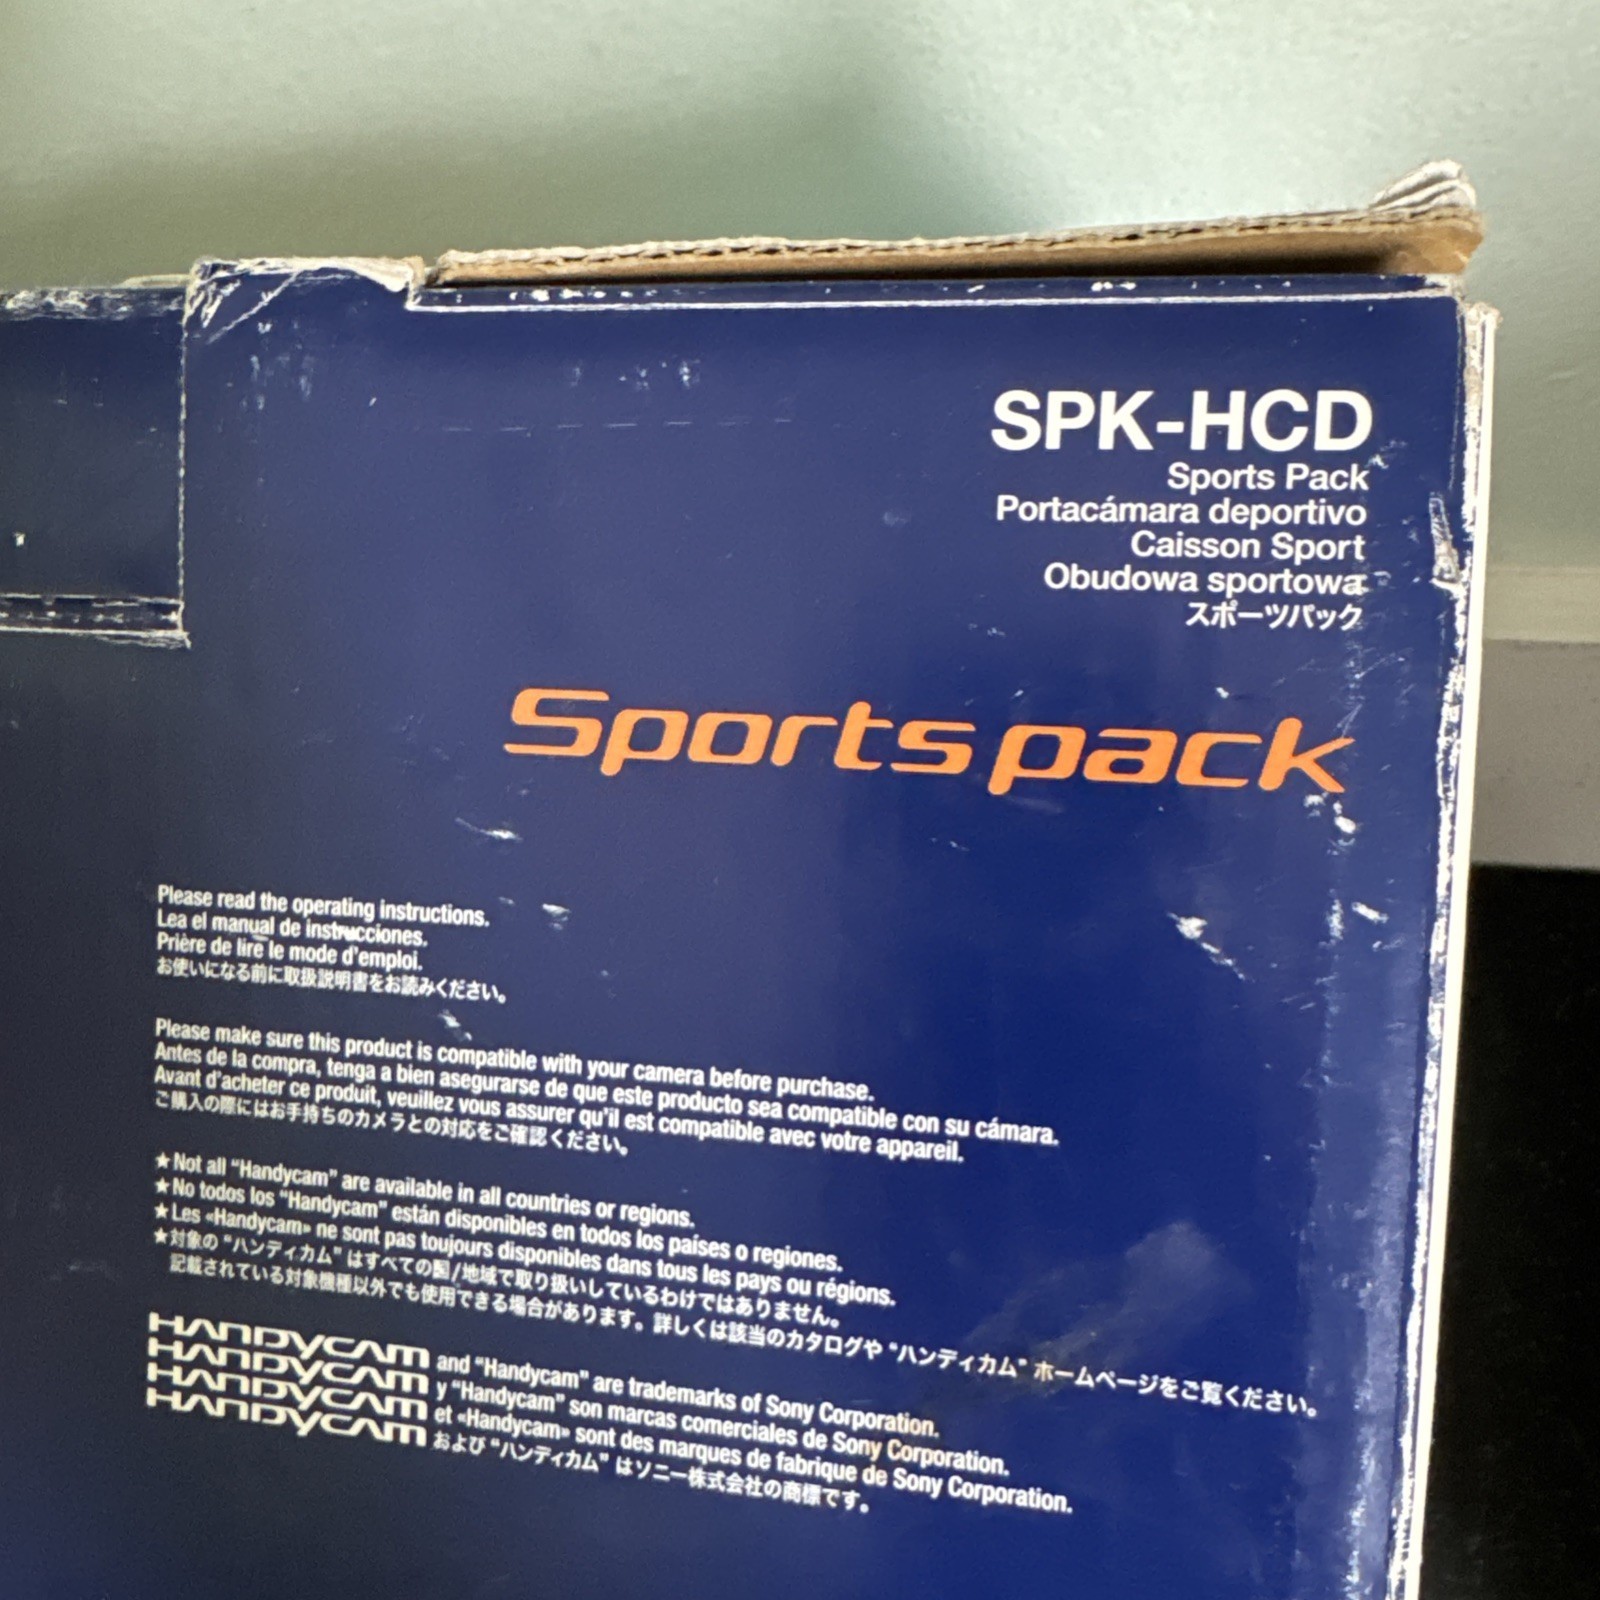 SPK-HCD
Sports Pack
Portacámara deportivo
Caisson Sport
Obudowa sportowa
スポーツパック
Sports pack
Please read the operating instructions.
Lea el manual de instrucciones.
Prière de lire le mode d'emploi.
お使いになる前に取扱説明書をお読みください。
Please make sure this product is compatible with your camera before purchase.
Antes de la compra, tenga a bien asegurarse de que este producto sea compatible con su cámara.
Avant d'acheter ce produit, veuillez vous assurer qu'il est compatible avec votre appareil.
ご購入の際にはお手持ちのカメラとの対応をご確認ください。
★Not all “Handycam” are available in all countries or regions.
★No todos los “Handycam” están disponibles en todos los países o regiones.
★Les «Handycam» ne sont pas toujours disponibles dans tous les pays ou régions.
★対象の “ハンディカム” はすべての国/地域で取り扱いしているわけではありません。
記載されている対象機種以外でも使用できる場合があります。詳しくは該当のカタログや “ハンディカム” ホームページをご覧ください。
HANDYCAM and “Handycam” are trademarks of Sony Corporation.
HANDYCAM y “Handycam” son marcas comerciales de Sony Corporation.
HANDYCAM et «Handycam» sont des marques de fabrique de Sony Corporation.
HANDYCAM および “ハンディカム” はソニー株式会社の商標です。